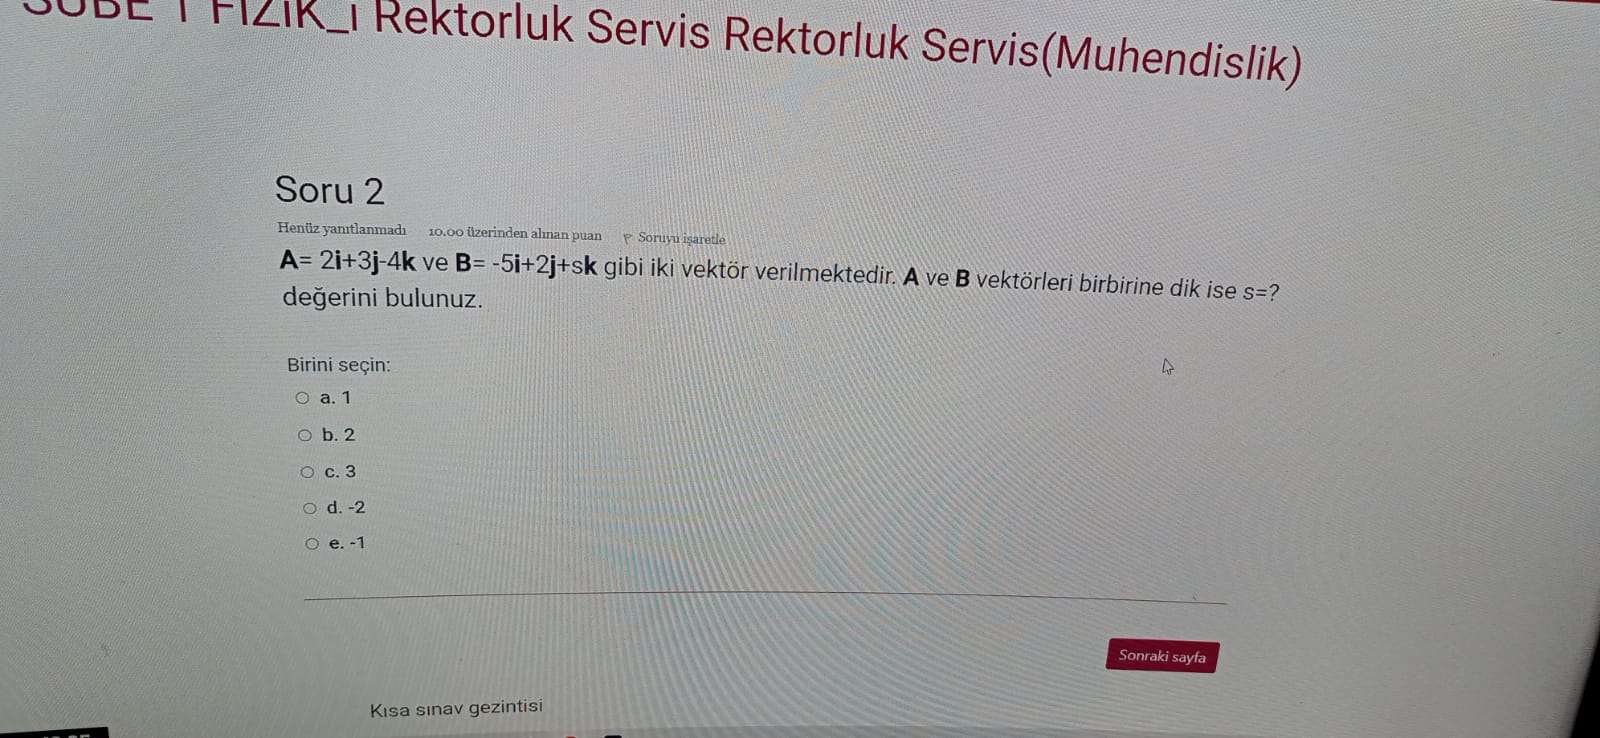 ŞUBE 1 FİZİK_I Rektorluk Servis Rektorluk Servis(Muhendislik)
Soru 2
Henüz yanıtlanmadı 10,00 üzerinden alınan puan Soruyu işaretle
A= 2i+3j-4k ve B= -5i+2j+sk gibi iki vektör verilmektedir. A ve B vektörleri birbirine dik ise s=?
değerini bulunuz.
Birini seçin:
a. 1
b. 2
c. 3
d. -2
e. -1
Sonraki sayfa
Kısa sınav gezintisi